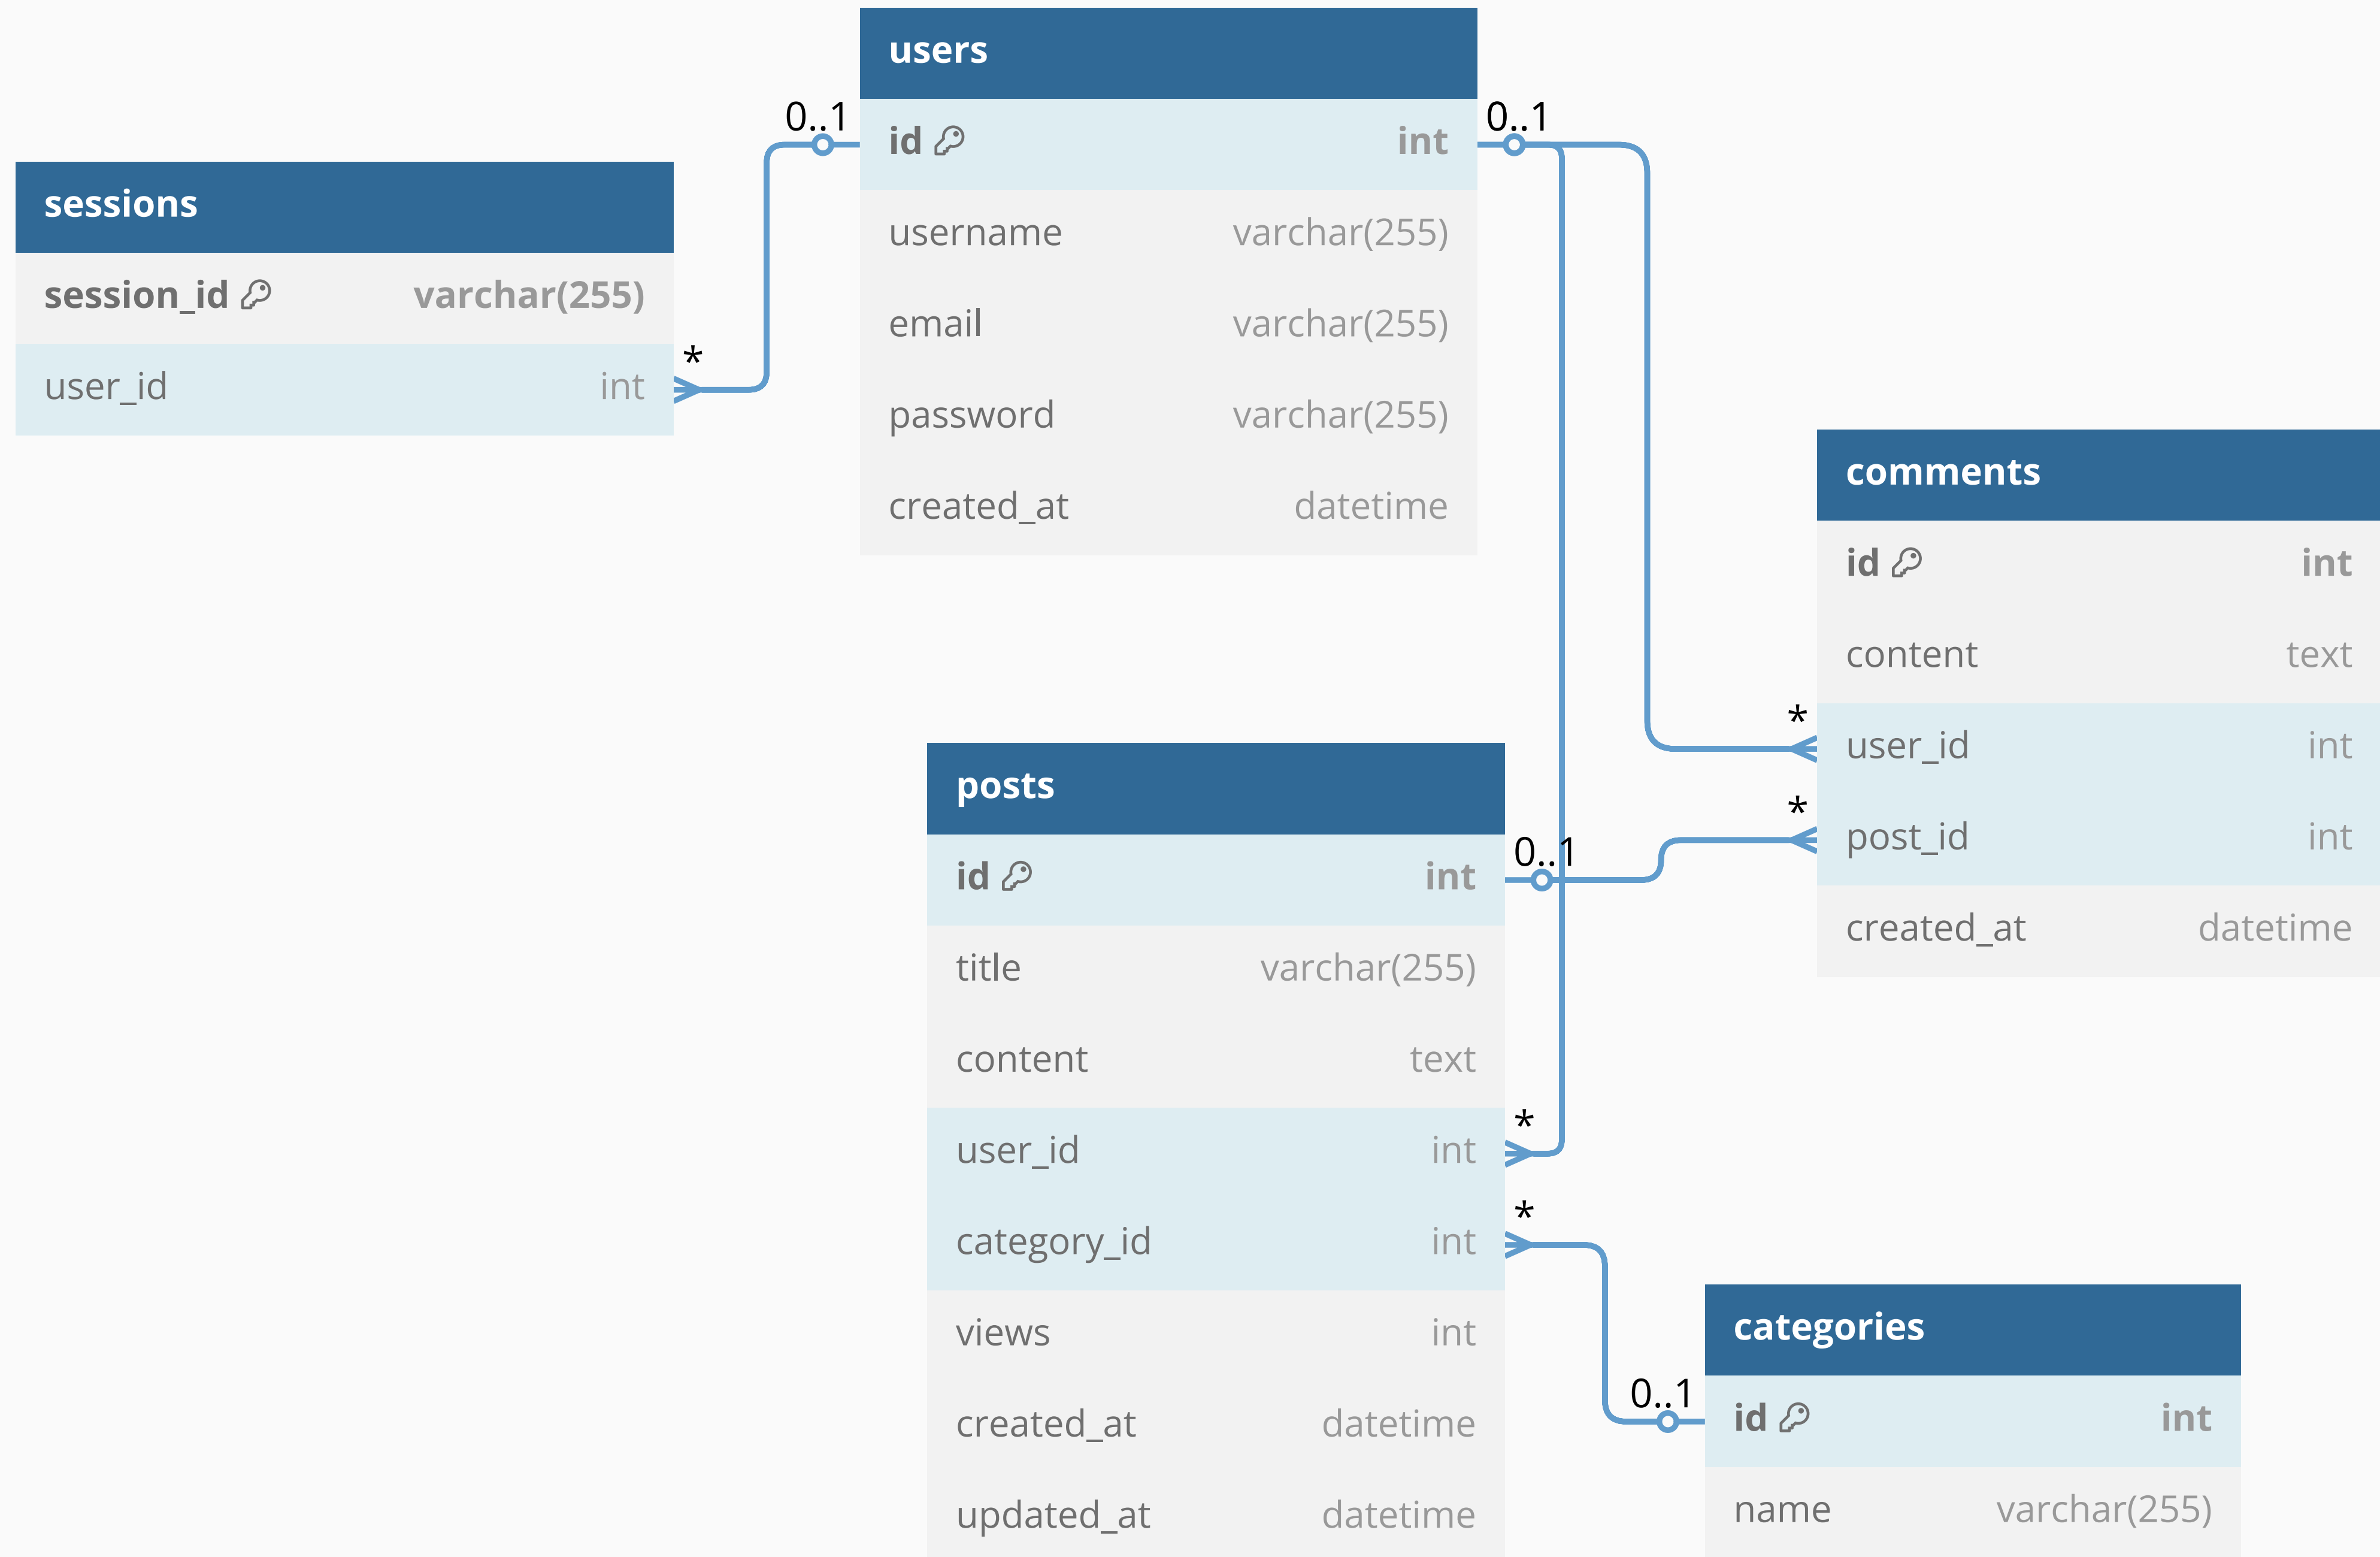 users
0..1
0..1
id int
username varchar(255)
email varchar(255)
password varchar(255)
created_at datetime
sessions
session_id varchar(255)
user_id int
*
comments
id int
content text
*
user_id int
*
post_id int
created_at datetime
posts
0..1
id int
title varchar(255)
content text
*
user_id int
*
category_id int
views int
created_at datetime
updated_at datetime
categories
0..1
id int
name varchar(255)